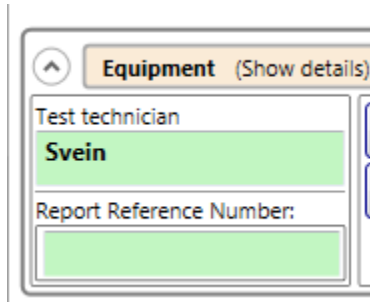 Equipment (Show details)
Test technician
Svein
Report Reference Number: